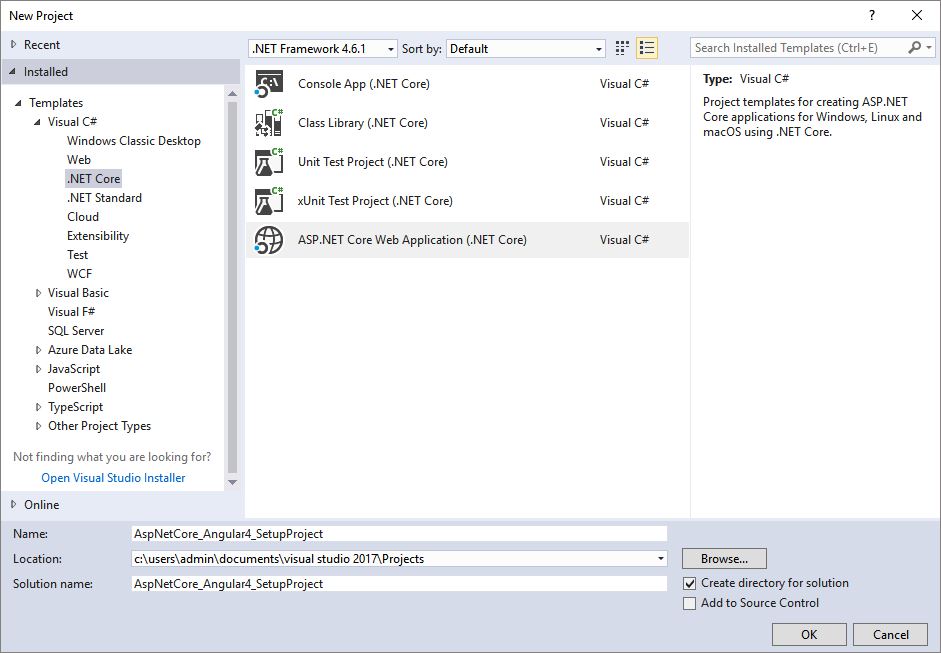 New Project
?
Recent
.NET Framework 4.6.1
Sort by:
Default
Search Installed Templates (Ctrl+E)
Installed
Templates
Visual C#
Windows Classic Desktop
Web
.NET Core
.NET Standard
Cloud
Extensibility
Test
WCF
Visual Basic
Visual F#
SQL Server
Azure Data Lake
JavaScript
PowerShell
TypeScript
Other Project Types
Not finding what you are looking for?
Open Visual Studio Installer
Online
Console App (.NET Core) Visual C#
C# Class Library (.NET Core) Visual C#
C# Unit Test Project (.NET Core) Visual C#
C# xUnit Test Project (.NET Core) Visual C#
ASP.NET Core Web Application (.NET Core) Visual C#
Type: Visual C#
Project templates for creating ASP.NET
Core applications for Windows, Linux and
macOS using .NET Core.
Name: AspNetCore_Angular4_SetupProject
Location: c:\users\admin\documents\visual studio 2017\Projects
Browse...
Solution name: AspNetCore_Angular4_SetupProject
Create directory for solution
Add to Source Control
OK
Cancel